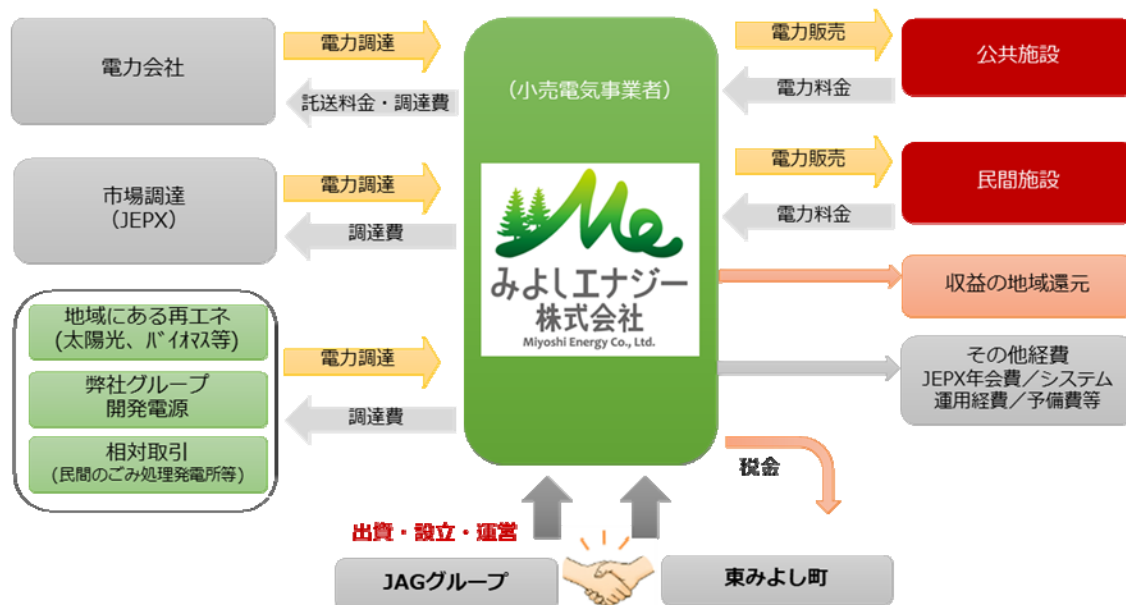 電力会社
電力調達
託送料金・調達費
市場調達
（JEPX）
電力調達
調達費
地域にある再エネ
(太陽光、ﾊﾞｲｵﾏｽ等)
弊社グループ
開発電源
相対取引
(民間のごみ処理発電所等)
電力調達
調達費
（小売電気事業者）
Me
みよしエナジー
株式会社
Miyoshi Energy Co., Ltd.
電力販売
電力料金
公共施設
電力販売
電力料金
民間施設
収益の地域還元
その他経費
JEPX年会費／システム
運用経費／予備費等
税金
出資・設立・運営
JAGグループ
東みよし町